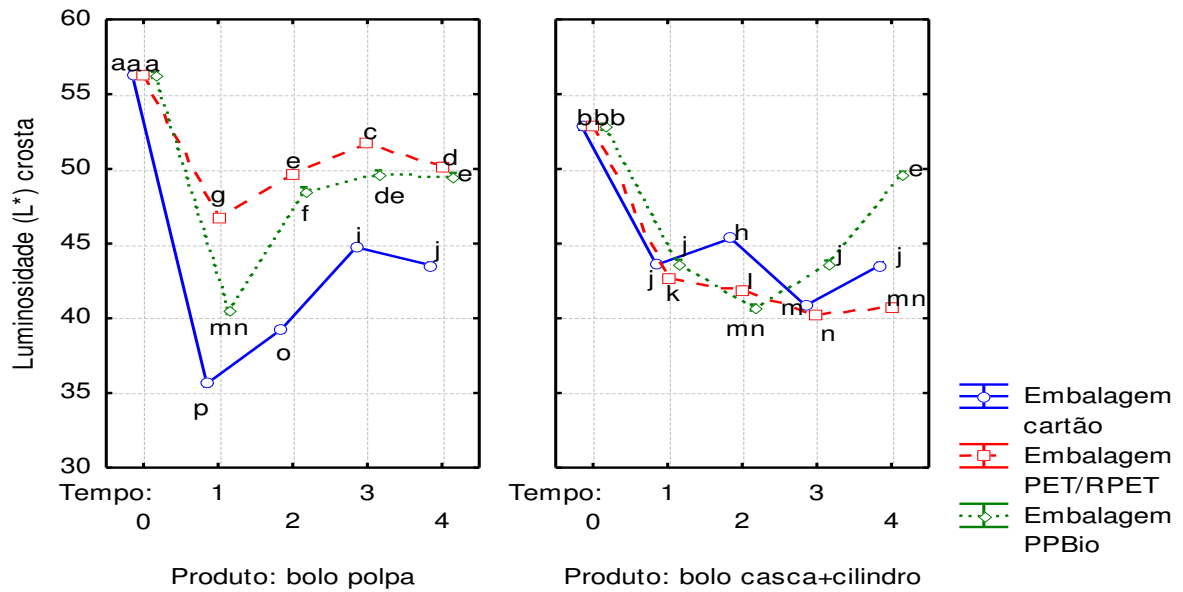 Luminosidade (L*) crosta
60
55
50
45
40
35
30
aaa
g
e
c
d
mn
f
de
e
p
o
i
j
bbb
j
h
j
k
l
j
e
mn
m
n
j
mn
Tempo:
0
1
2
3
4
Produto: bolo polpa
Tempo:
0
1
2
3
4
Produto: bolo casca+cilindro
Embalagem
cartão
Embalagem
PET/RPET
Embalagem
PPBio